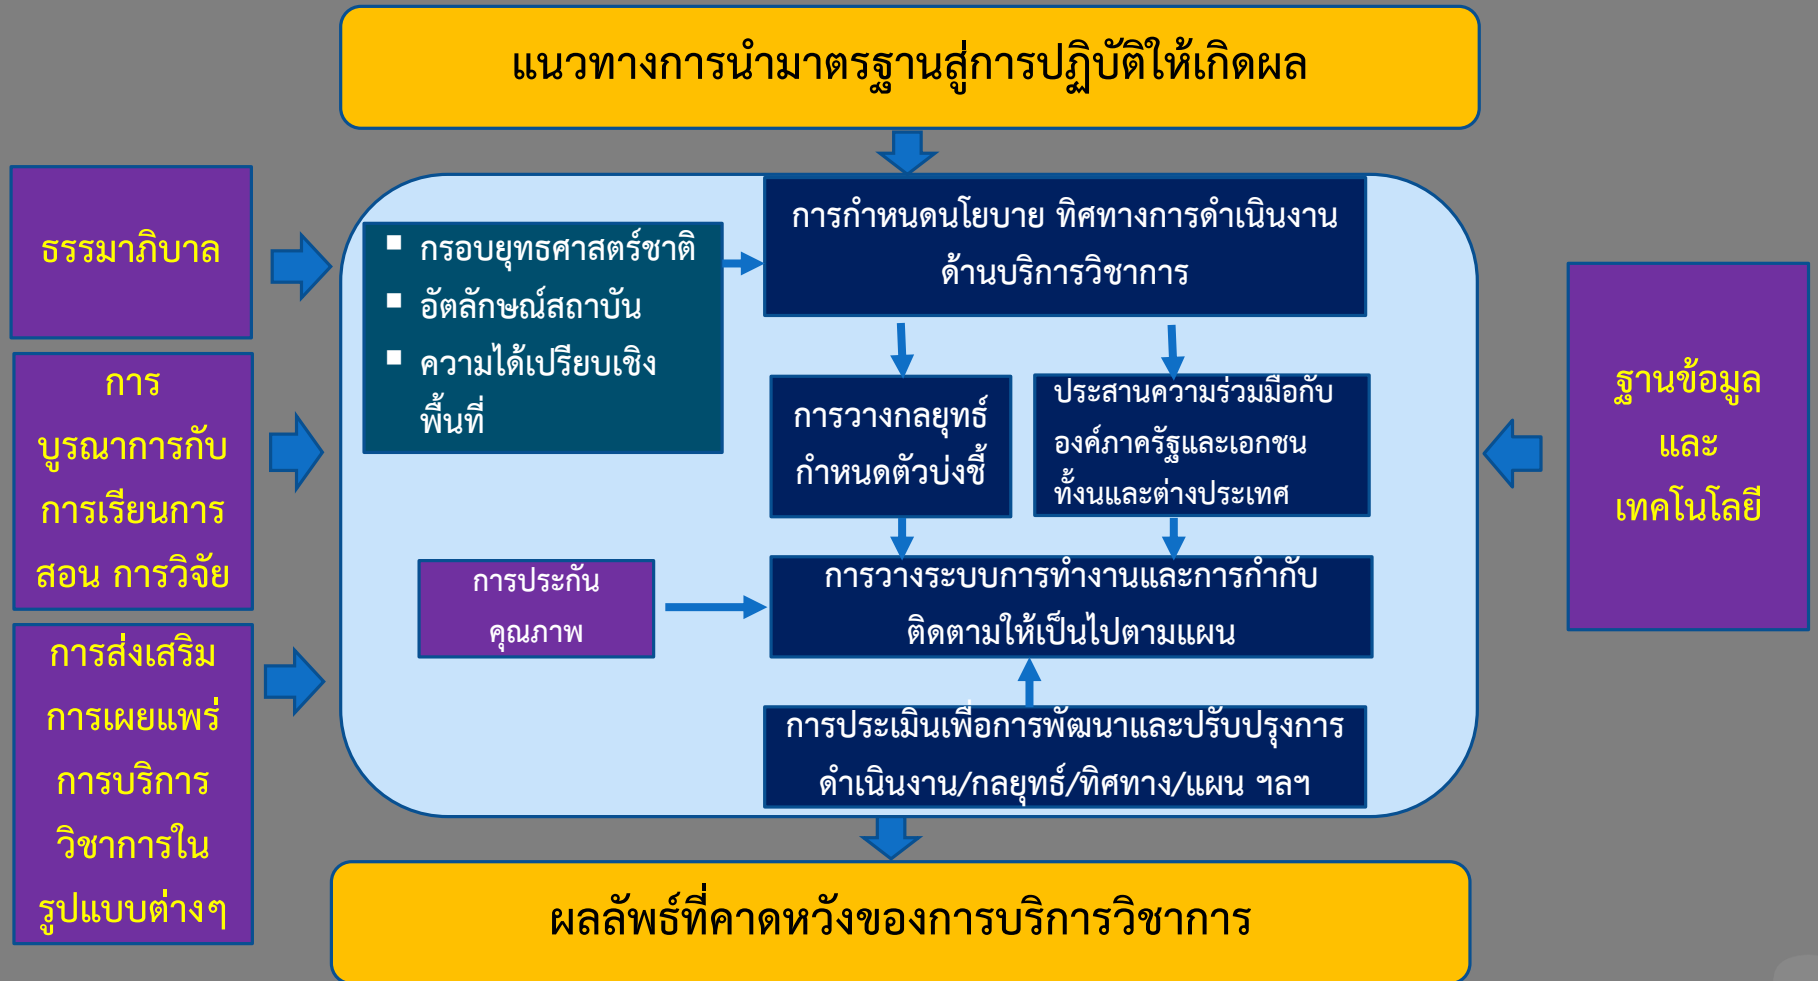 แนวทางการนำมาตรฐานสู่การปฏิบัติให้เกิดผล
ธรรมาภิบาล
การ
บูรณาการกับ
การเรียนการ
สอน การวิจัย
การส่งเสริม
การเผยแพร่
การบริการ
วิชาการใน
รูปแบบต่างๆ
กรอบยุทธศาสตร์ชาติ
อัตลักษณ์สถาบัน
ความได้เปรียบเชิง
พื้นที่
การกำหนดนโยบาย ทิศทางการดำเนินงาน
ด้านบริการวิชาการ
การวางกลยุทธ์
กำหนดตัวบ่งชี้
ประสานความร่วมมือกับ
องค์ภาครัฐและเอกชน
ทั้งนและต่างประเทศ
การประกัน
คุณภาพ
การวางระบบการทำงานและการกำกับ
ติดตามให้เป็นไปตามแผน
การประเมินเพื่อการพัฒนาและปรับปรุงการ
ดำเนินงาน/กลยุทธ์/ทิศทาง/แผน ฯลฯ
ฐานข้อมูล
และ
เทคโนโลยี
ผลลัพธ์ที่คาดหวังของการบริการวิชาการ